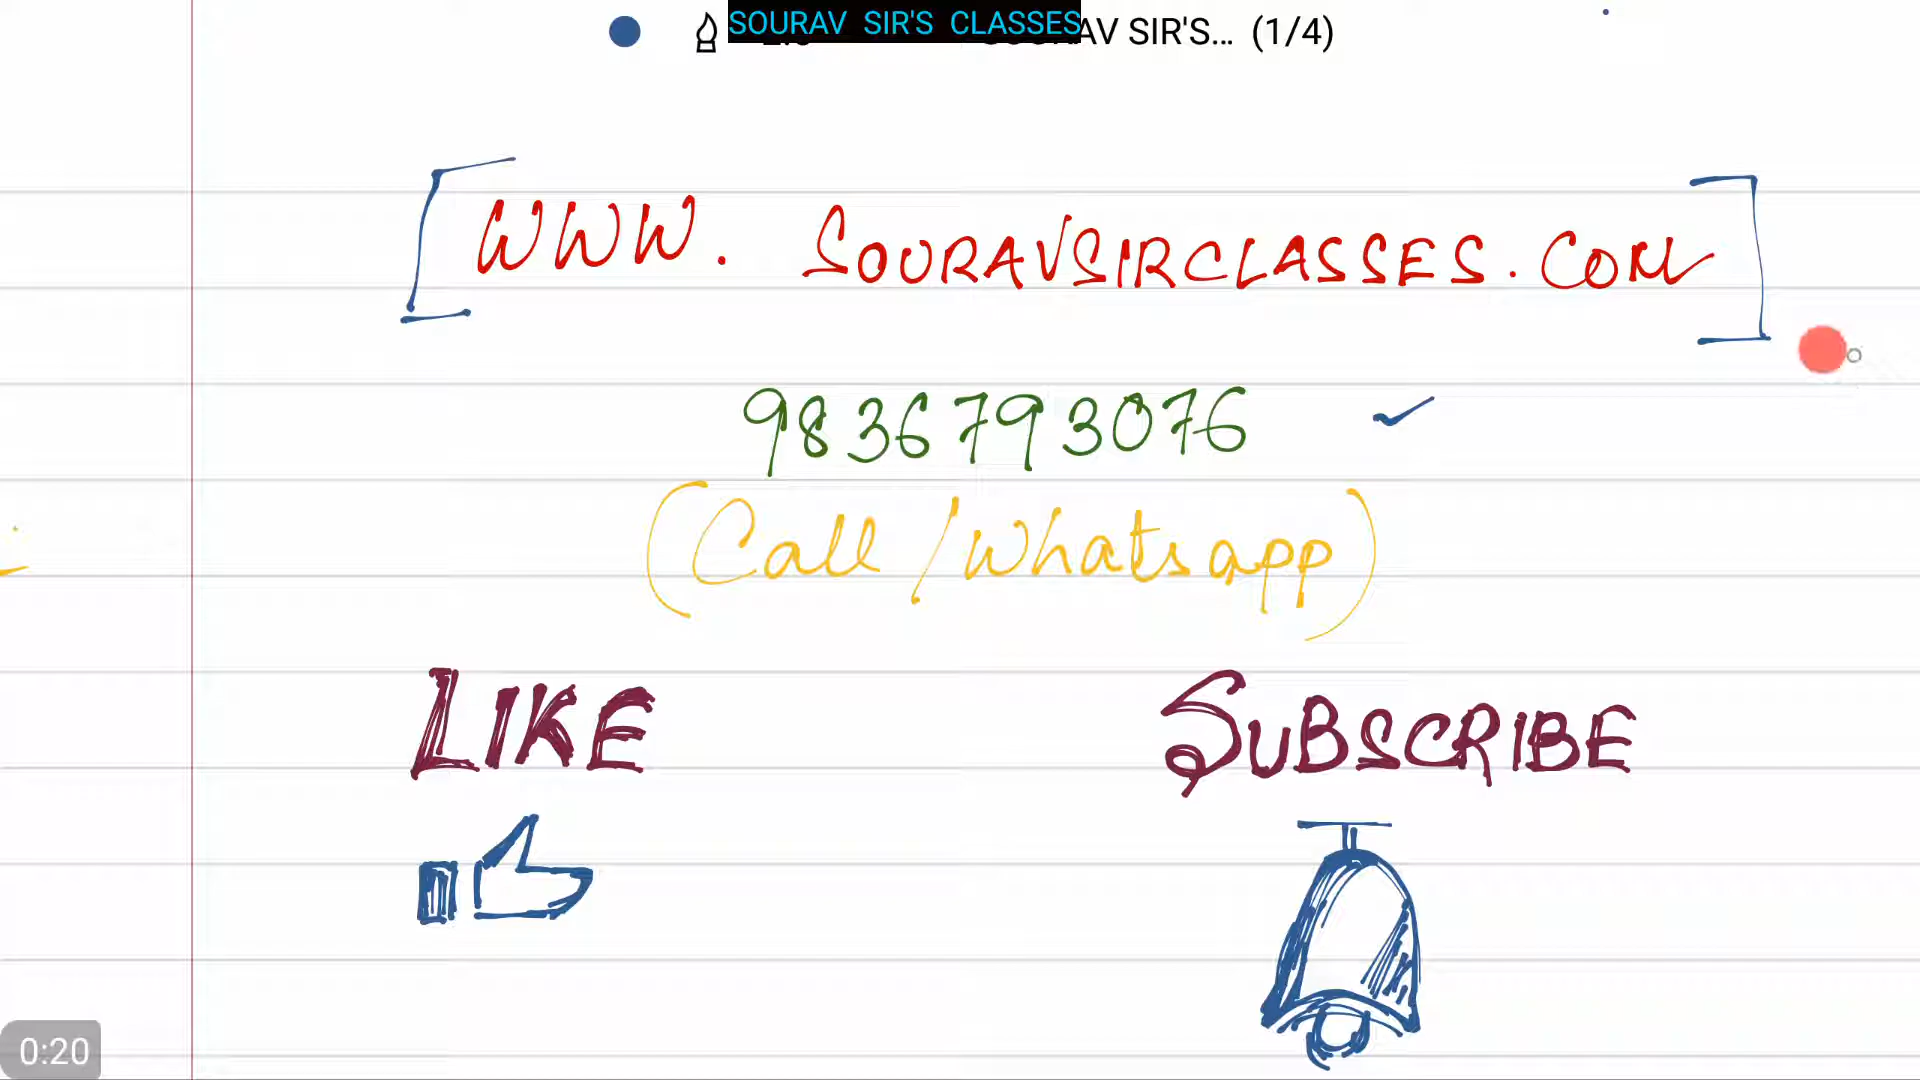 SOURAV SIR'S CLASSES
AV SIR'S... (1/4)
WWW. SOURAVSIRCLASSES.COM
9836793076
(Call/Whatsapp)
LIKE
SUBSCRIBE
0:20